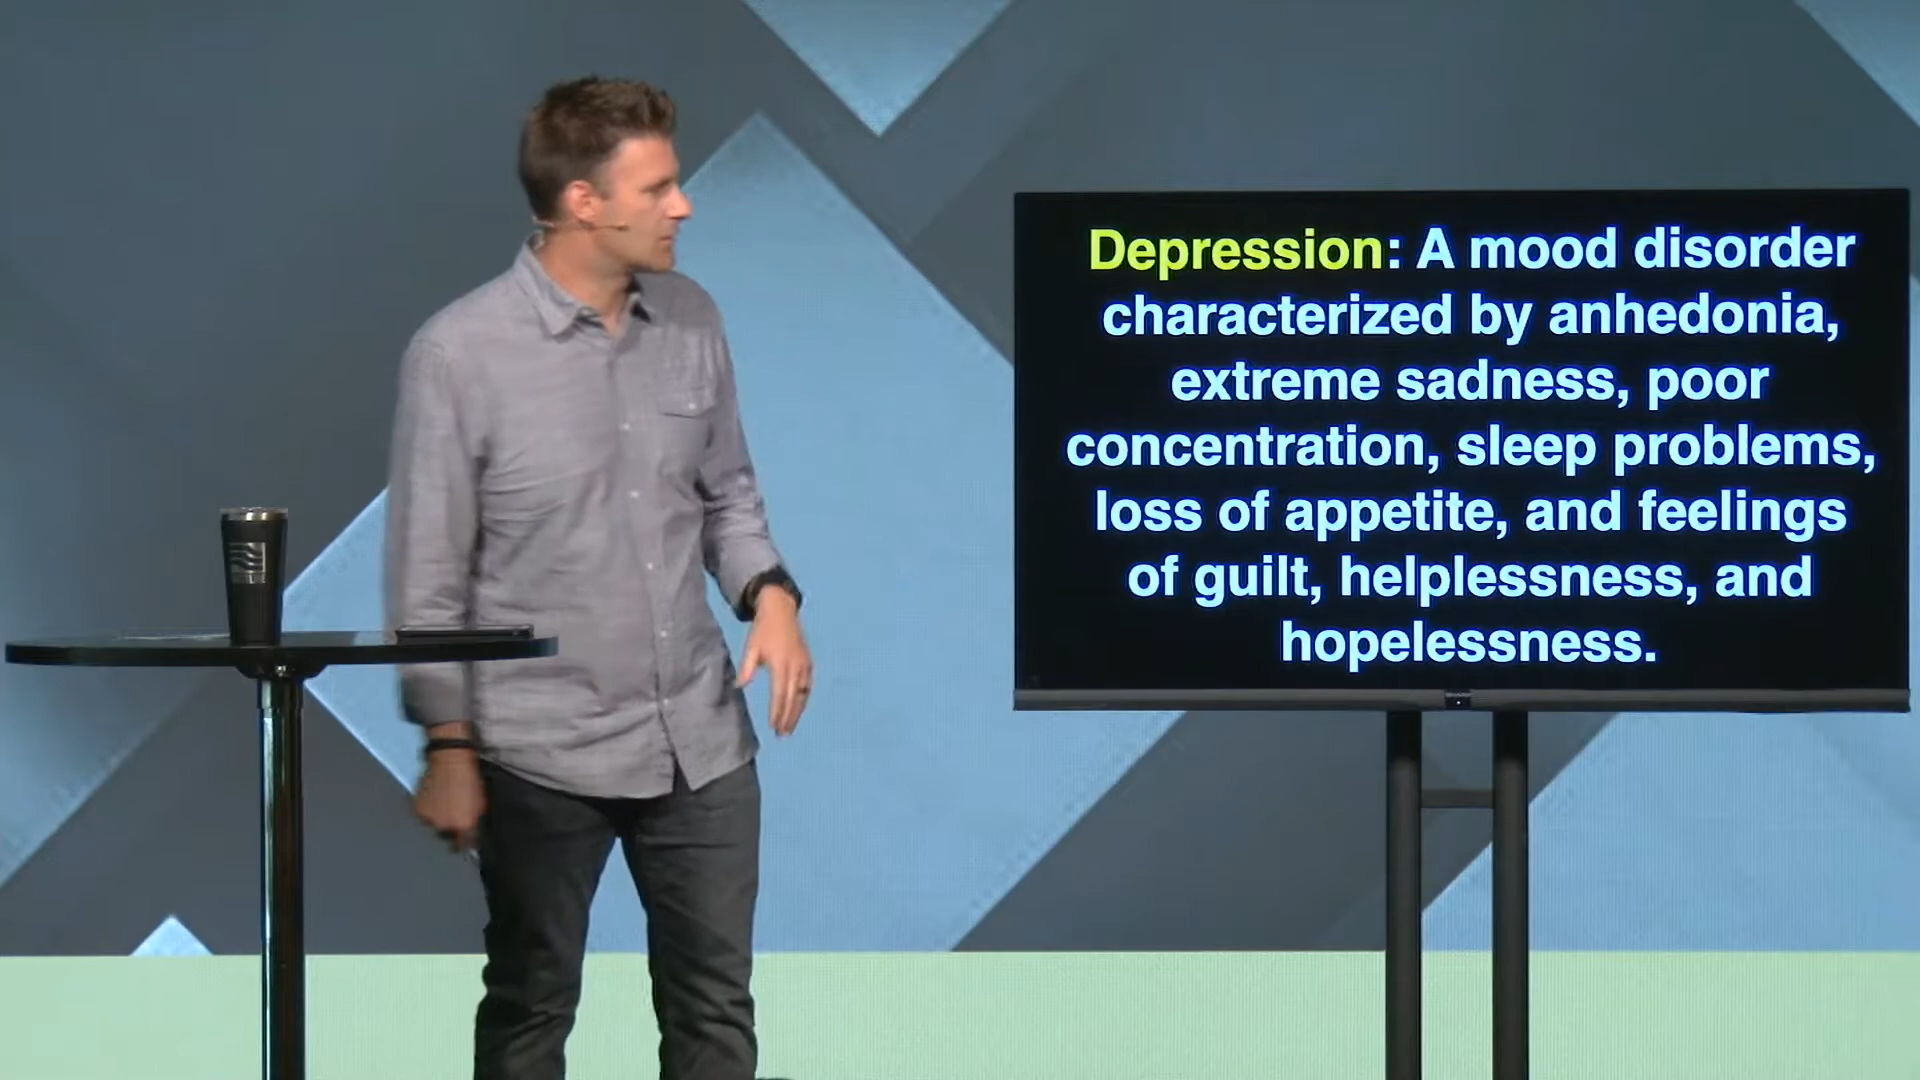 Depression: A mood disorder
characterized by anhedonia,
extreme sadness, poor
concentration, sleep problems,
loss of appetite, and feelings
of guilt, helplessness, and
hopelessness.